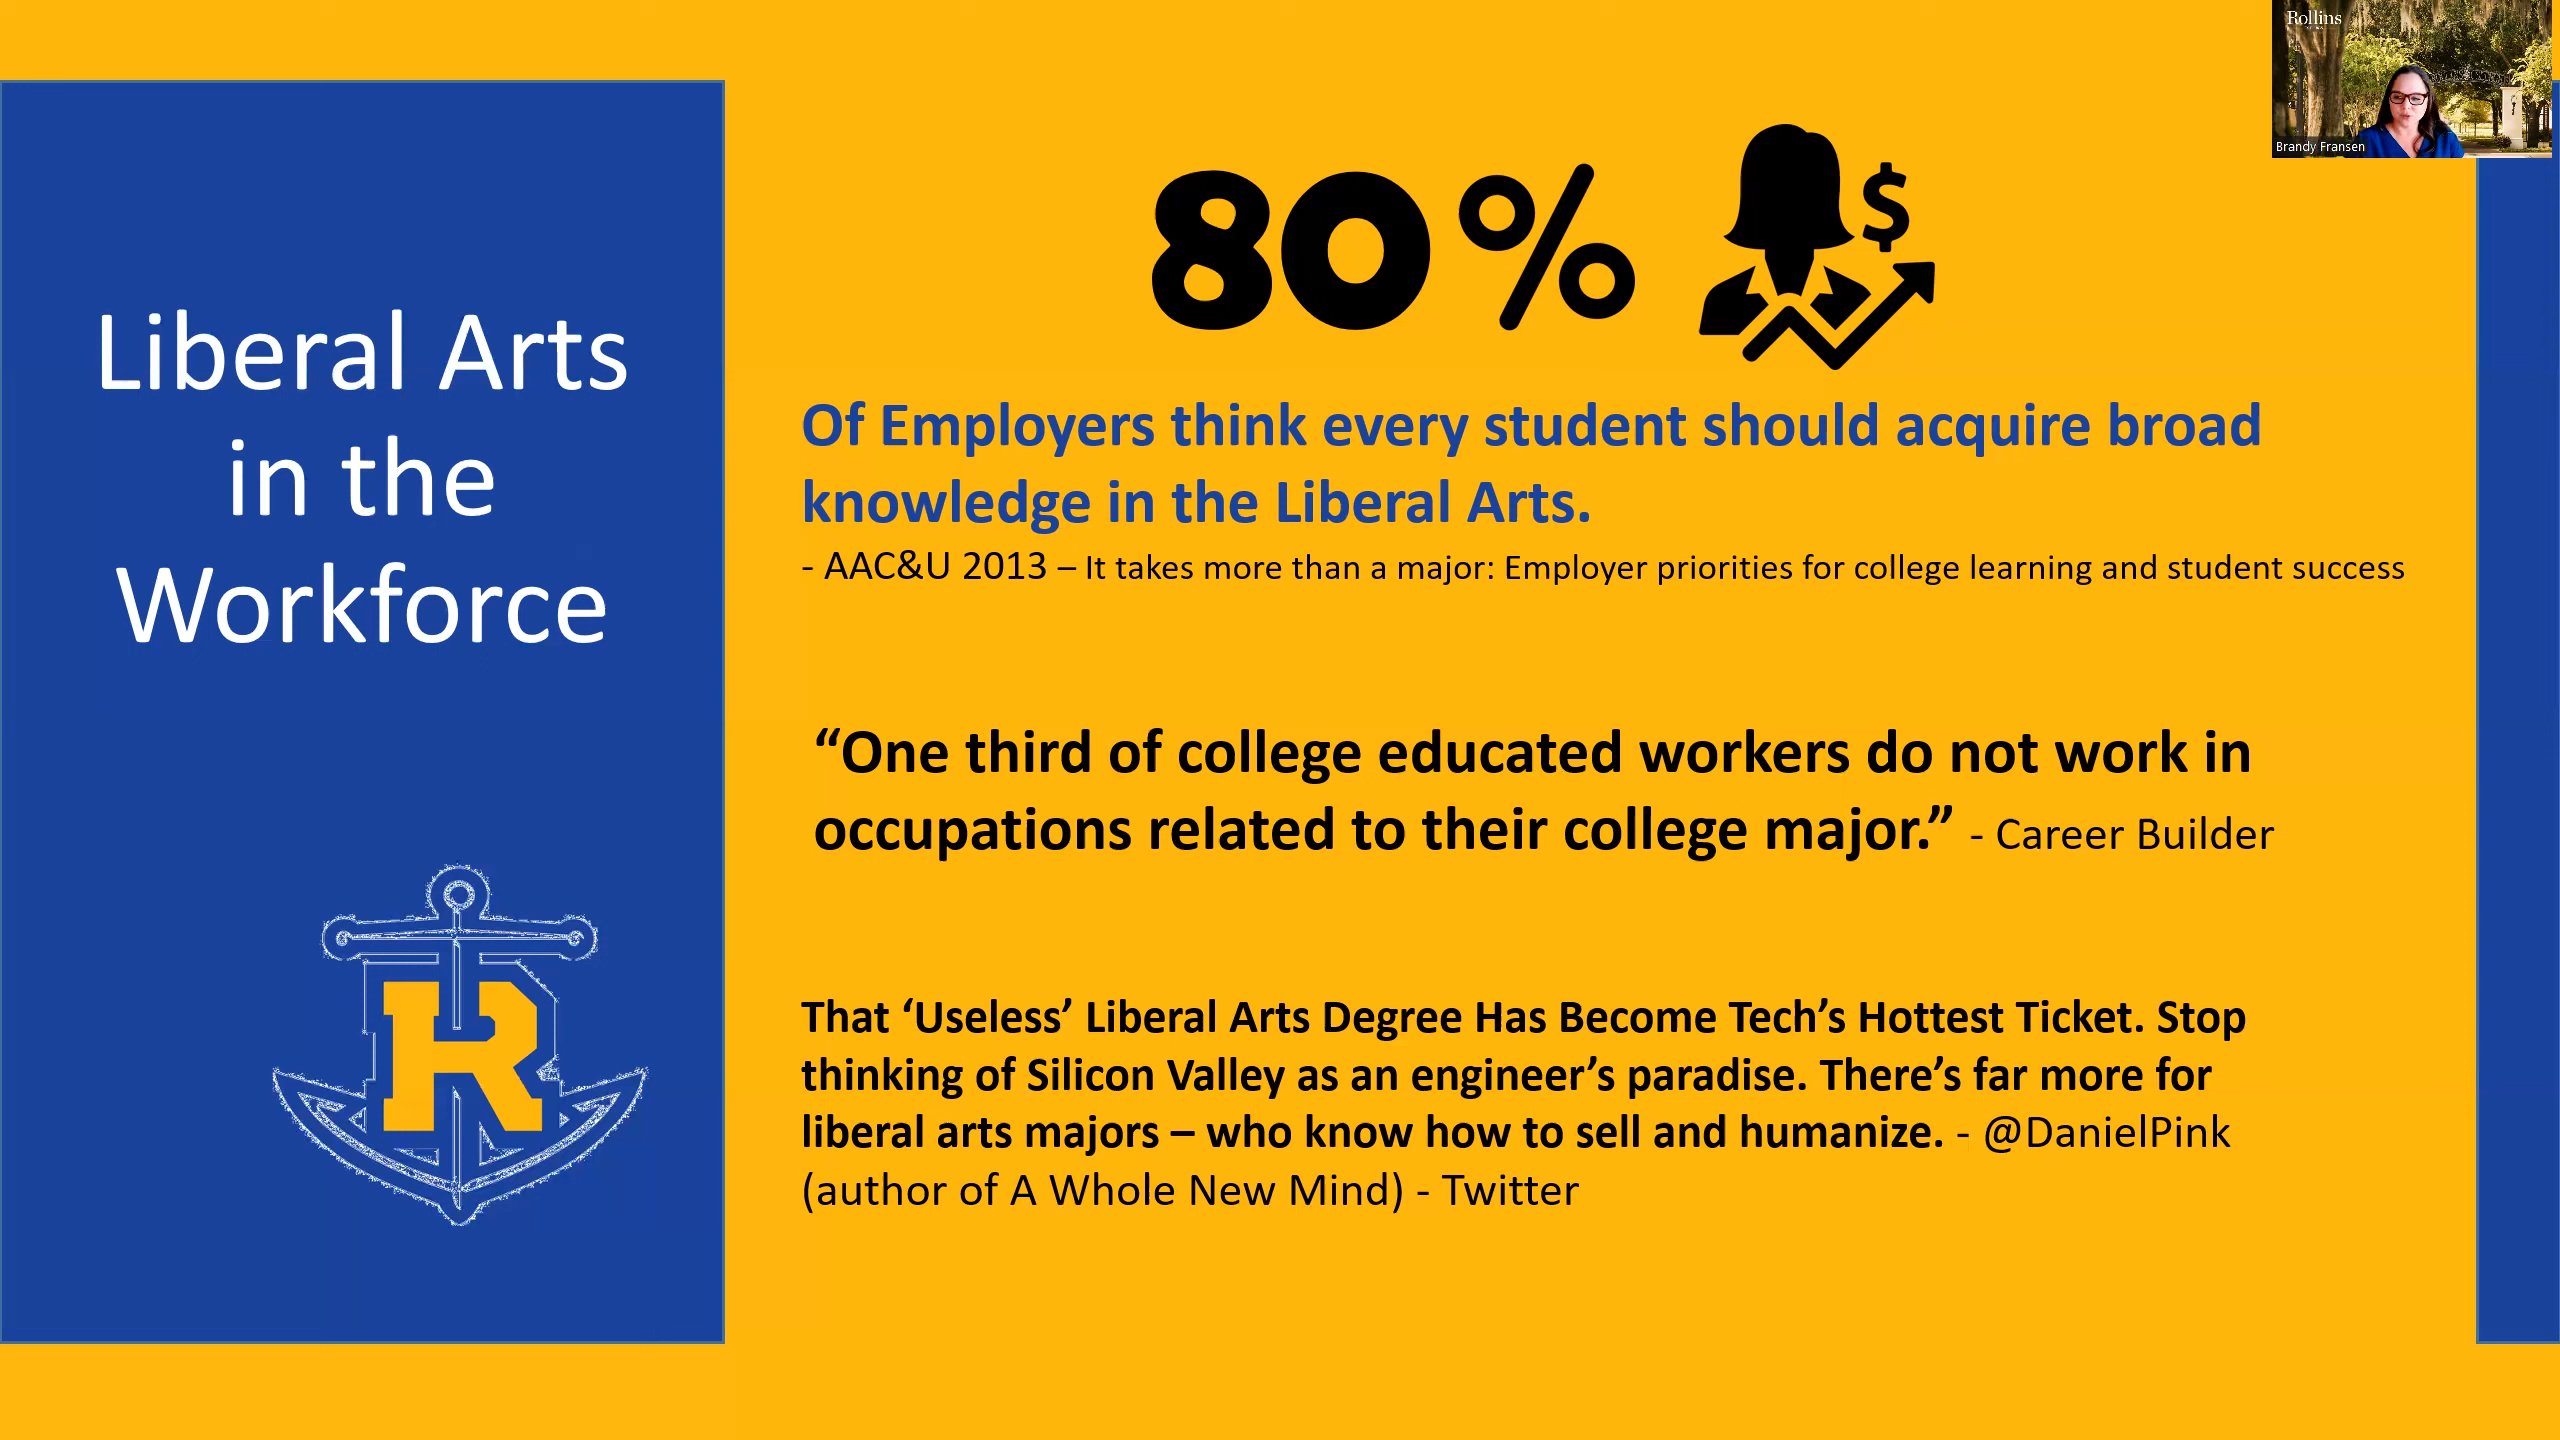 Rollins
Brandy Fransen
Liberal Arts
in the
Workforce
R
80%
$
Of Employers think every student should acquire broad
knowledge in the Liberal Arts.
- AAC&U 2013 – It takes more than a major: Employer priorities for college learning and student success
“One third of college educated workers do not work in
occupations related to their college major.” - Career Builder
That ‘Useless’ Liberal Arts Degree Has Become Tech’s Hottest Ticket. Stop
thinking of Silicon Valley as an engineer’s paradise. There’s far more for
liberal arts majors – who know how to sell and humanize. - @DanielPink
(author of A Whole New Mind) - Twitter